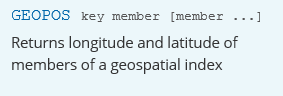 GEOPOS key member [member ...]
Returns longitude and latitude of
members of a geospatial index